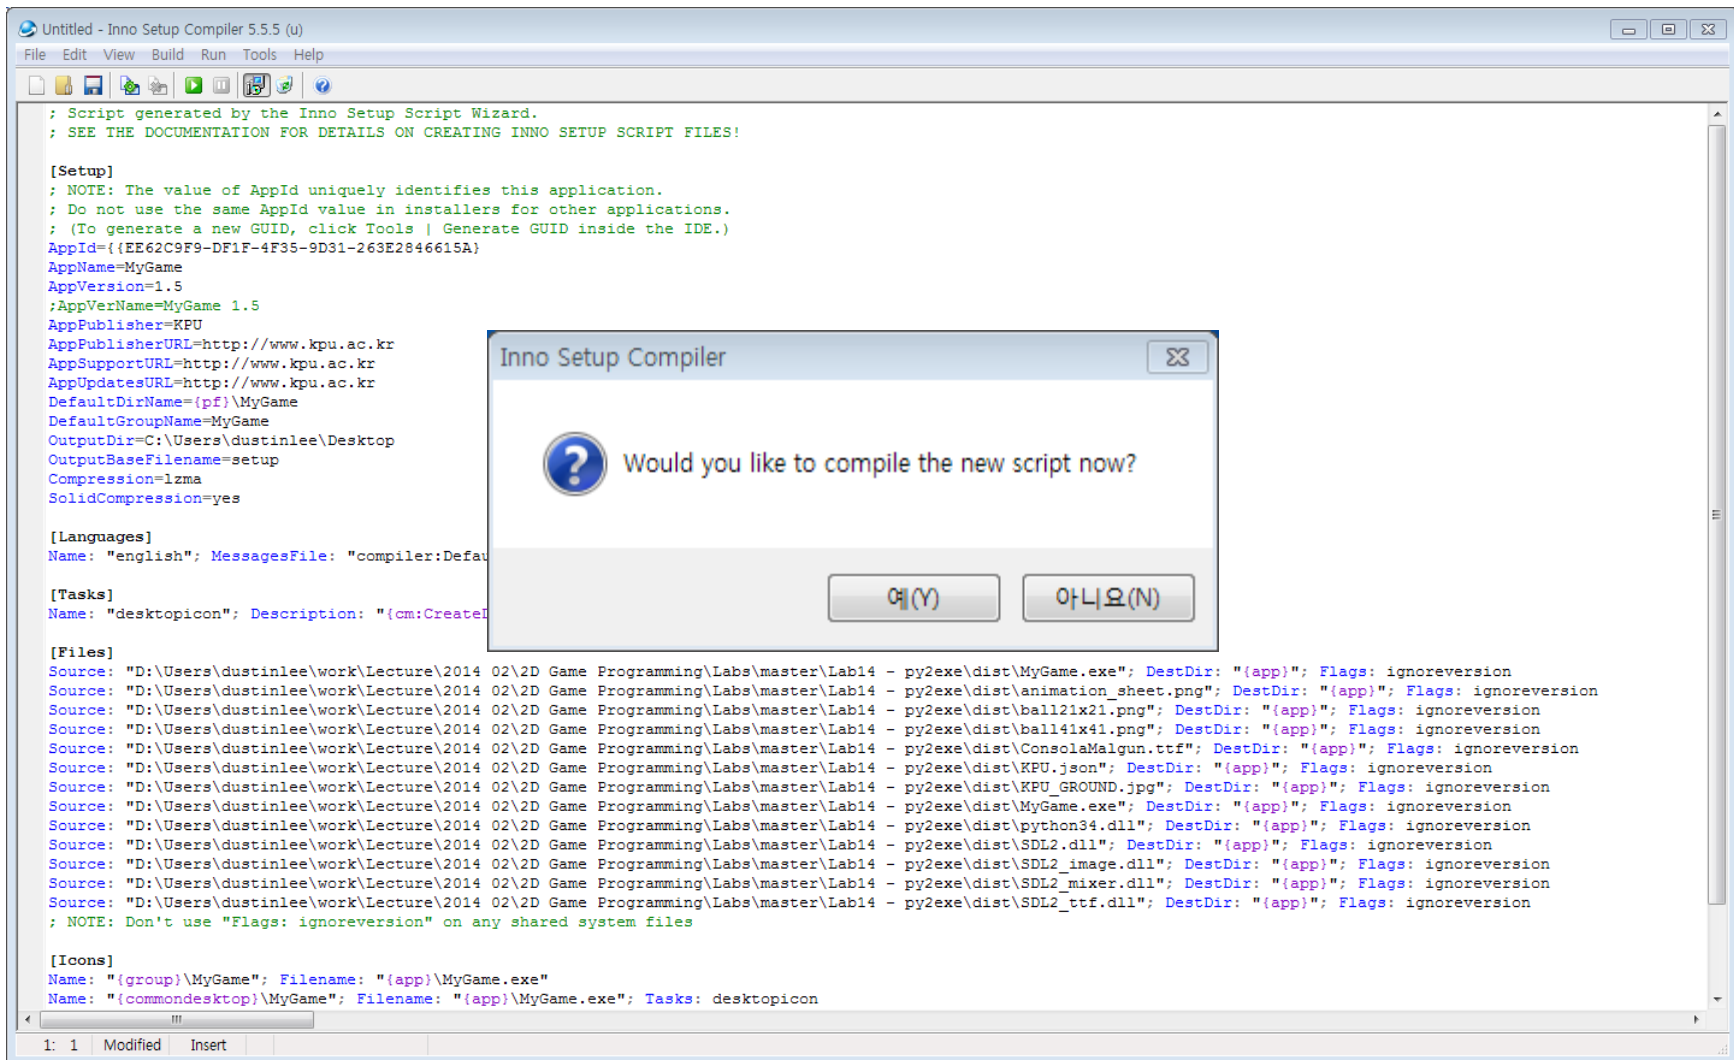 Untitled - Inno Setup Compiler 5.5.5 (u)
File Edit View Build Run Tools Help
; Script generated by the Inno Setup Script Wizard.
; SEE THE DOCUMENTATION FOR DETAILS ON CREATING INNO SETUP SCRIPT FILES!
[Setup]
; NOTE: The value of AppId uniquely identifies this application.
; Do not use the same AppId value in installers for other applications.
; (To generate a new GUID, click Tools | Generate GUID inside the IDE.)
AppId={{EE62C9F9-DF1F-4F35-9D31-263E2846615A}
AppName=MyGame
AppVersion=1.5
;AppVerName=MyGame 1.5
AppPublisher=KPU
AppPublisherURL=http://www.kpu.ac.kr
AppSupportURL=http://www.kpu.ac.kr
AppUpdatesURL=http://www.kpu.ac.kr
DefaultDirName={pf}\MyGame
DefaultGroupName=MyGame
OutputDir=C:\Users\dustinlee\Desktop
OutputBaseFilename=setup
Compression=lzma
SolidCompression=yes
[Languages]
Name: "english"; MessagesFile: "compiler:Defau
[Tasks]
Name: "desktopicon"; Description: "{cm:CreateD
Inno Setup Compiler
Would you like to compile the new script now?
예(Y) 아니요(N)
[Files]
Source: "D:\Users\dustinlee\work\Lecture\2014 02\2D Game Programming\Labs\master\Lab14 - py2exe\dist\MyGame.exe"; DestDir: "{app}"; Flags: ignoreversion
Source: "D:\Users\dustinlee\work\Lecture\2014 02\2D Game Programming\Labs\master\Lab14 - py2exe\dist\animation_sheet.png"; DestDir: "{app}"; Flags: ignoreversion
Source: "D:\Users\dustinlee\work\Lecture\2014 02\2D Game Programming\Labs\master\Lab14 - py2exe\dist\ball21x21.png"; DestDir: "{app}"; Flags: ignoreversion
Source: "D:\Users\dustinlee\work\Lecture\2014 02\2D Game Programming\Labs\master\Lab14 - py2exe\dist\ball41x41.png"; DestDir: "{app}"; Flags: ignoreversion
Source: "D:\Users\dustinlee\work\Lecture\2014 02\2D Game Programming\Labs\master\Lab14 - py2exe\dist\ConsolaMalgun.ttf"; DestDir: "{app}"; Flags: ignoreversion
Source: "D:\Users\dustinlee\work\Lecture\2014 02\2D Game Programming\Labs\master\Lab14 - py2exe\dist\KPU.json"; DestDir: "{app}"; Flags: ignoreversion
Source: "D:\Users\dustinlee\work\Lecture\2014 02\2D Game Programming\Labs\master\Lab14 - py2exe\dist\KPU_GROUND.jpg"; DestDir: "{app}"; Flags: ignoreversion
Source: "D:\Users\dustinlee\work\Lecture\2014 02\2D Game Programming\Labs\master\Lab14 - py2exe\dist\MyGame.exe"; DestDir: "{app}"; Flags: ignoreversion
Source: "D:\Users\dustinlee\work\Lecture\2014 02\2D Game Programming\Labs\master\Lab14 - py2exe\dist\python34.dll"; DestDir: "{app}"; Flags: ignoreversion
Source: "D:\Users\dustinlee\work\Lecture\2014 02\2D Game Programming\Labs\master\Lab14 - py2exe\dist\SDL2.dll"; DestDir: "{app}"; Flags: ignoreversion
Source: "D:\Users\dustinlee\work\Lecture\2014 02\2D Game Programming\Labs\master\Lab14 - py2exe\dist\SDL2_image.dll"; DestDir: "{app}"; Flags: ignoreversion
Source: "D:\Users\dustinlee\work\Lecture\2014 02\2D Game Programming\Labs\master\Lab14 - py2exe\dist\SDL2_mixer.dll"; DestDir: "{app}"; Flags: ignoreversion
Source: "D:\Users\dustinlee\work\Lecture\2014 02\2D Game Programming\Labs\master\Lab14 - py2exe\dist\SDL2_ttf.dll"; DestDir: "{app}"; Flags: ignoreversion
; NOTE: Don't use "Flags: ignoreversion" on any shared system files
[Icons]
Name: "{group}\MyGame"; Filename: "{app}\MyGame.exe"
Name: "{commondesktop}\MyGame"; Filename: "{app}\MyGame.exe"; Tasks: desktopicon
1: 1 Modified Insert